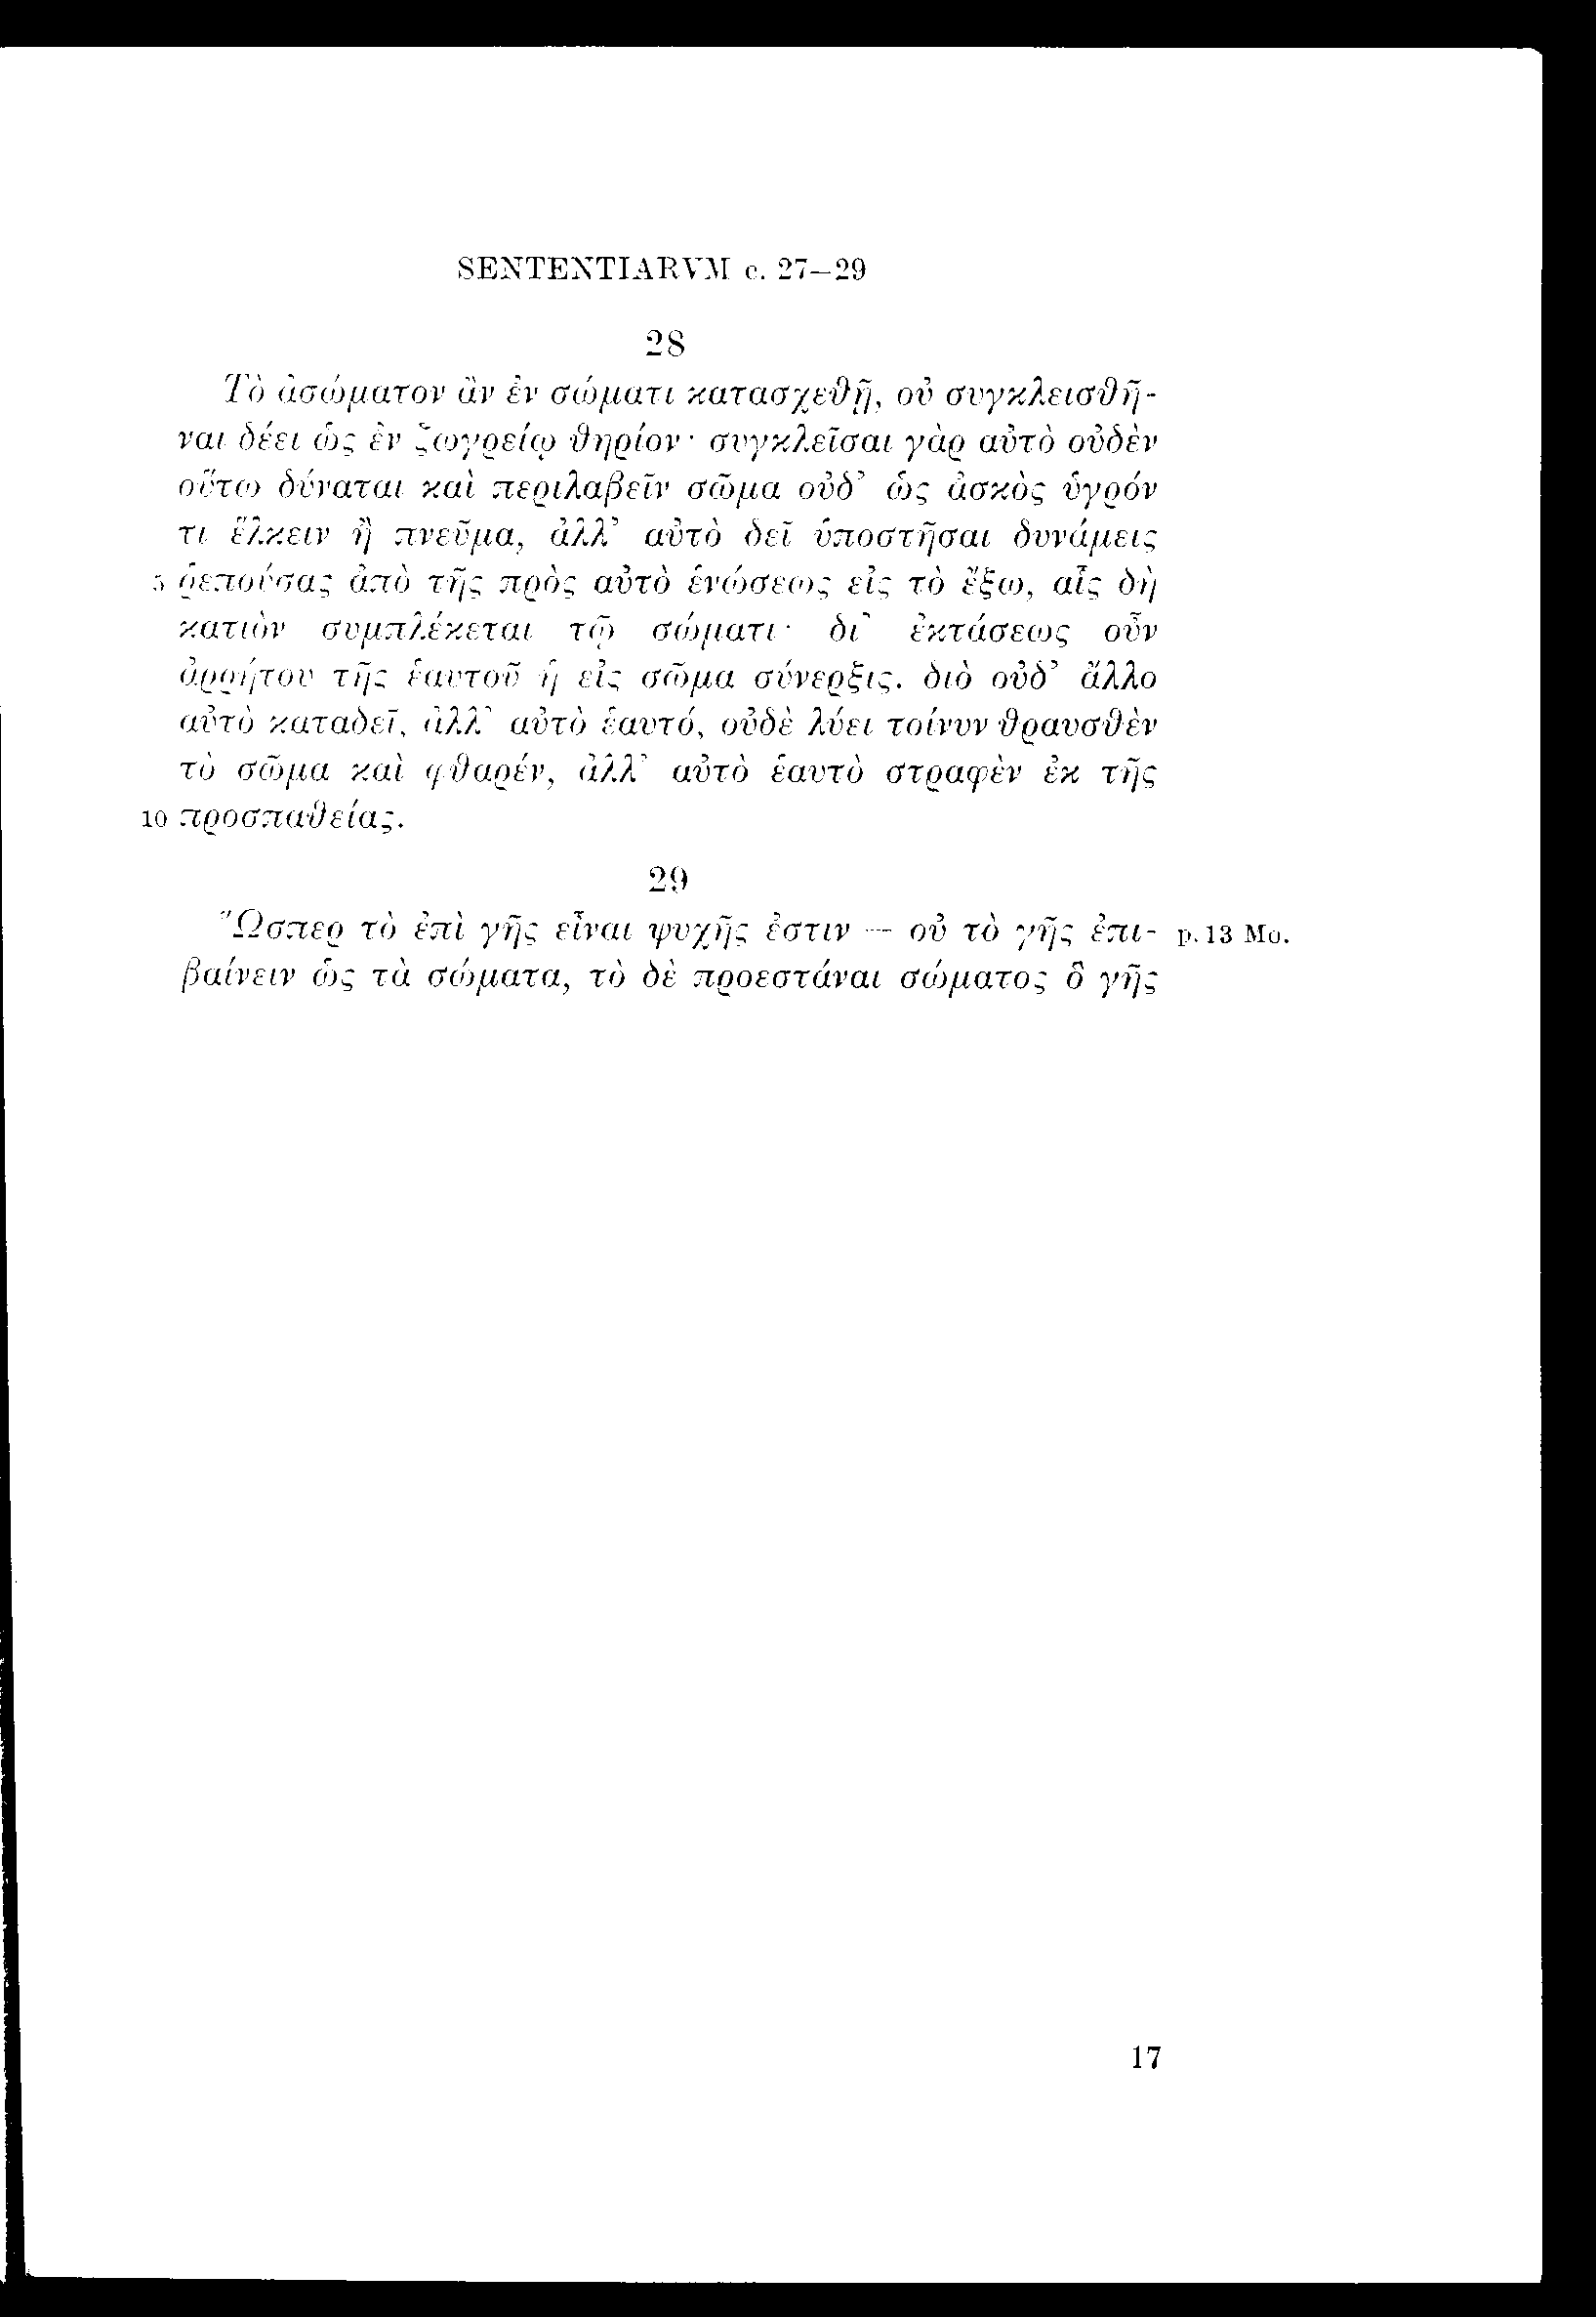 SENTENTIARVM c. 27–29
28
Τὸ ἀσώματον ἂν ἐν σώματι κατασχεθῇ, οὐ συγκλεισθῆ-
ναι δέει ὡς ἐν ζωγρείῳ θηρίον· συγκλεῖσαι γὰρ αὐτὸ οὐδὲν
οὕτω δύναται καὶ περιλαβεῖν σῶμα οὐδ’ ὡς ἀσκὸς ὑγρόν
τι ἕλκειν ἢ πνεῦμα, ἀλλ’ αὐτὸ δεῖ ὑποστῆσαι δυνάμεις
5 ῥεπούσας ἀπὸ τῆς πρὸς αὐτὸ ἑνώσεως εἰς τὸ ἔξω, αἷς δὴ
κατιὸν συμπλέκεται τῷ σώματι· δι’ ἐκτάσεως οὖν
ἀρρήτου τῆς ἑαυτοῦ ἡ εἰς σῶμα σύνερξις. διὸ οὐδ’ ἄλλο
αὐτὸ καταδεῖ, ἀλλ’ αὐτὸ ἑαυτό, οὐδὲ λύει τοίνυν θραυσθὲν
τὸ σῶμα καὶ φθαρέν, ἀλλ’ αὐτὸ ἑαυτὸ στραφὲν ἐκ τῆς
10 προσπαθείας.
29
Ὥσπερ τὸ ἐπὶ γῆς εἶναι ψυχῆς ἐστιν — οὐ τὸ γῆς ἐπι- p. 13 Mo.
βαίνειν ὡς τὰ σώματα, τὸ δὲ προεστάναι σώματος ὃ γῆς
17